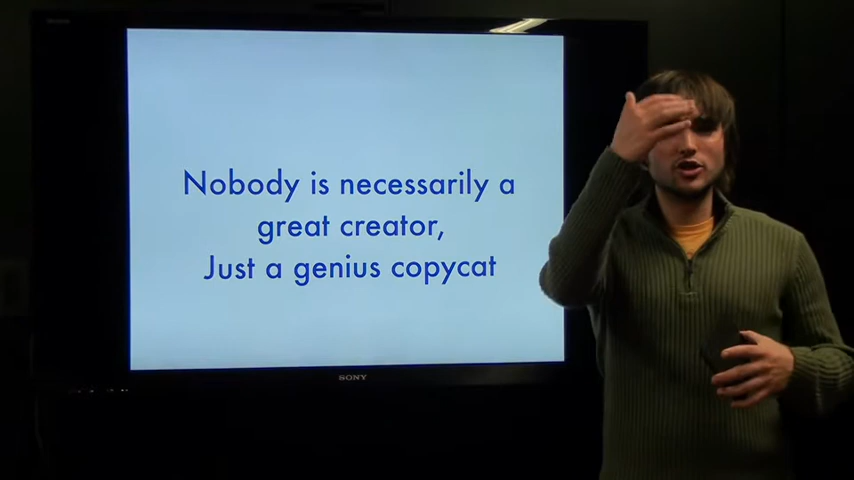 Nobody is necessarily a
great creator,
Just a genius copycat
SONY